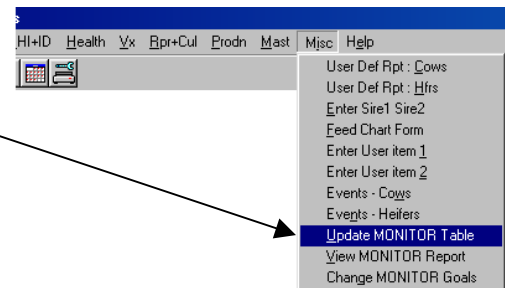 s
HI+ID Health Vx Rpr+Cul Prodn Mast Misc Help
User Def Rpt : Cows
User Def Rpt : Hfrs
Enter Sire1 Sire2
Feed Chart Form
Enter User item 1
Enter User item 2
Events - Cows
Events - Heifers
Update MONITOR Table
View MONITOR Report
Change MONITOR Goals